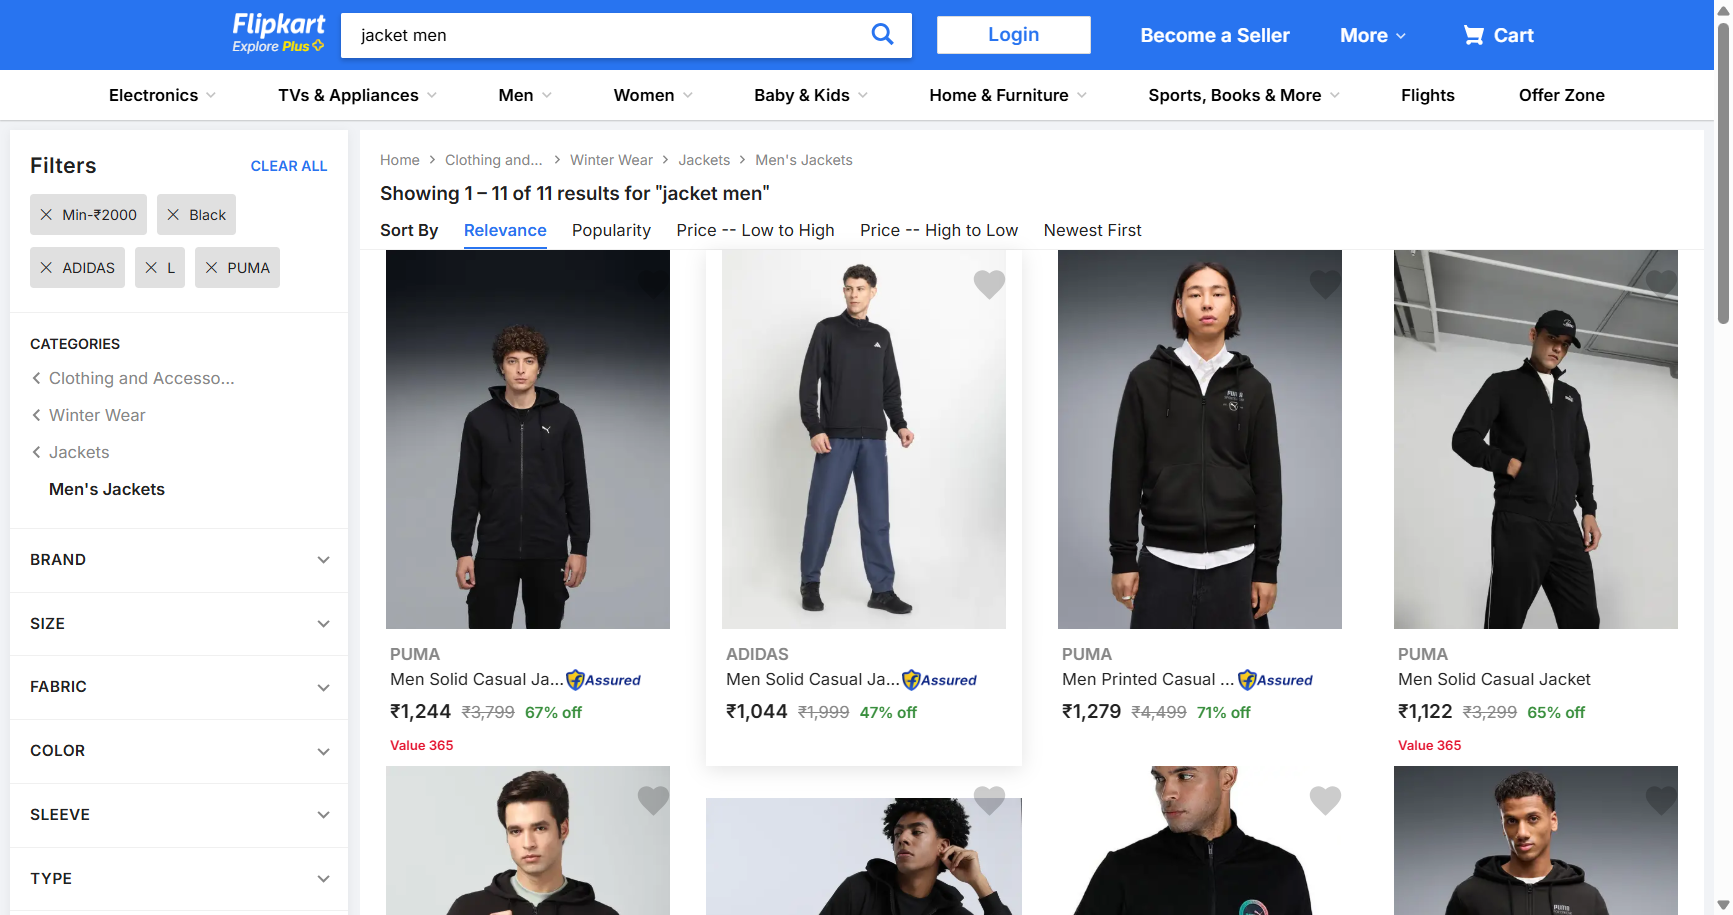 Flipkart
Explore Plus
jacket men
Login
Become a Seller
More
Cart
Electronics
TVs & Appliances
Men
Women
Baby & Kids
Home & Furniture
Sports, Books & More
Flights
Offer Zone
Filters
CLEAR ALL
Min-₹2000
Black
ADIDAS
L
PUMA
CATEGORIES
Clothing and Accesso...
Winter Wear
Jackets
Men's Jackets
BRAND
SIZE
FABRIC
COLOR
SLEEVE
TYPE
Home
Clothing and...
Winter Wear
Jackets
Men's Jackets
Showing 1 – 11 of 11 results for "jacket men"
Sort By
Relevance
Popularity
Price -- Low to High
Price -- High to Low
Newest First
PUMA
Men Solid Casual Ja... Assured
₹1,244 ₹3,799 67% off
Value 365
ADIDAS
Men Solid Casual Ja... Assured
₹1,044 ₹1,999 47% off
PUMA
PUMA
Men Printed Casual ... Assured
₹1,279 ₹4,499 71% off
PUMA
Men Solid Casual Jacket
₹1,122 ₹3,299 65% off
Value 365
PUMA